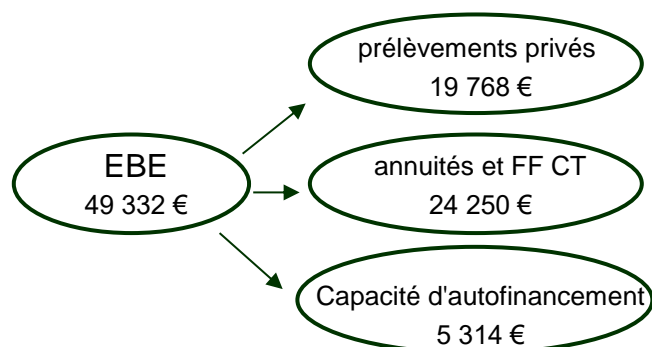 prélèvements privés
19 768 €
EBE
49 332 €
annuités et FF CT
24 250 €
Capacité d'autofinancement
5 314 €